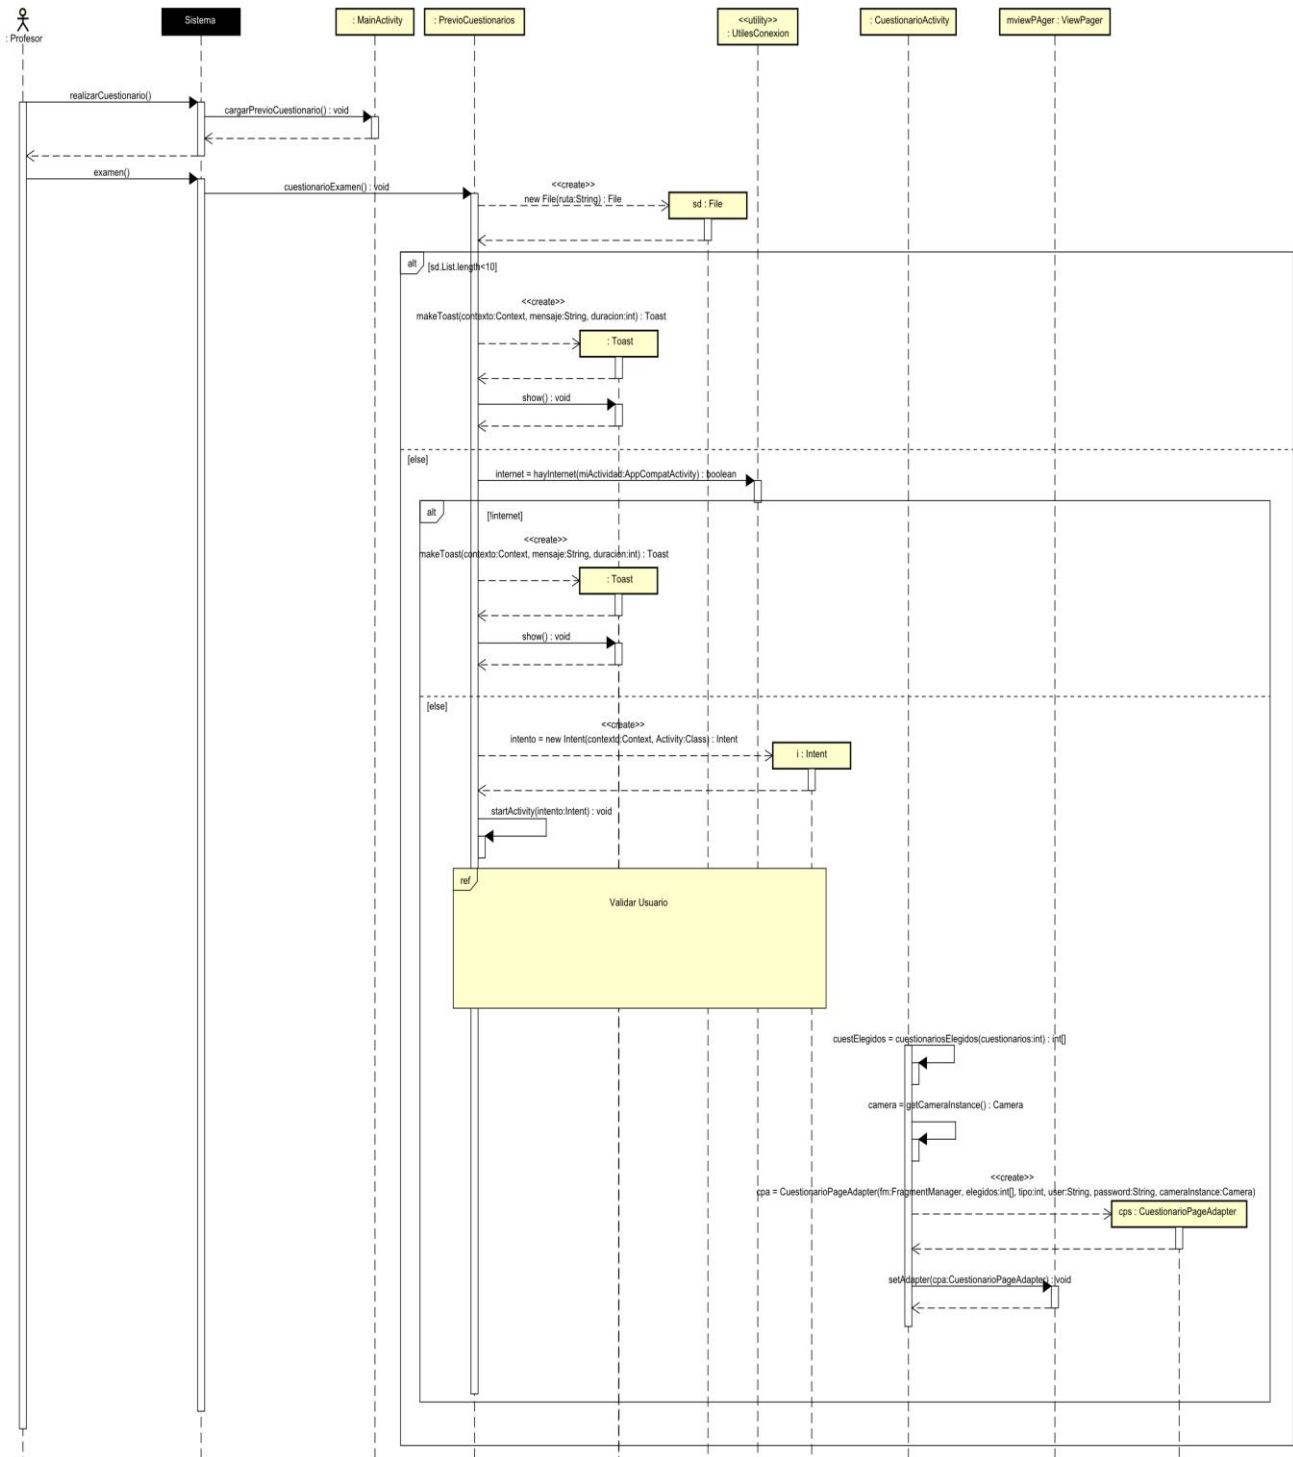 Sistema
: MainActivity
: PrevioCuestionarios
<<utility>>
: UtilesConexion
: CuestionarioActivity
mviewPAger : ViewPager
: Profesor
realizarCuestionario()
cargarPrevioCuestionario() : void
examen()
cuestionarioExamen() : void
<<create>>
new File(ruta:String) : File
sd : File
alt
[sd.List.length<10]
<<create>>
makeToast(contexto:Context, mensaje:String, duracion:int) : Toast
: Toast
show() : void
[else]
internet = hayInternet(miActividad:AppCompatActivity) : boolean
alt
[!internet]
<<create>>
makeToast(contexto:Context, mensaje:String, duracion:int) : Toast
: Toast
show() : void
[else]
<<create>>
intento = new Intent(contexto:Context, Activity:Class) : Intent
i : Intent
startActivity(intento:Intent) : void
ref
Validar Usuario
cuestElegidos = cuestionariosElegidos(cuestionarios:int) : int[]
camera = getCameraInstance() : Camera
<<create>>
cpa = CuestionarioPageAdapter(fm:FragmentManager, elegidos:int[], tipo:int, user:String, password:String, cameraInstance:Camera)
cps : CuestionarioPageAdapter
setAdapter(cpa:CuestionarioPageAdapter) : void